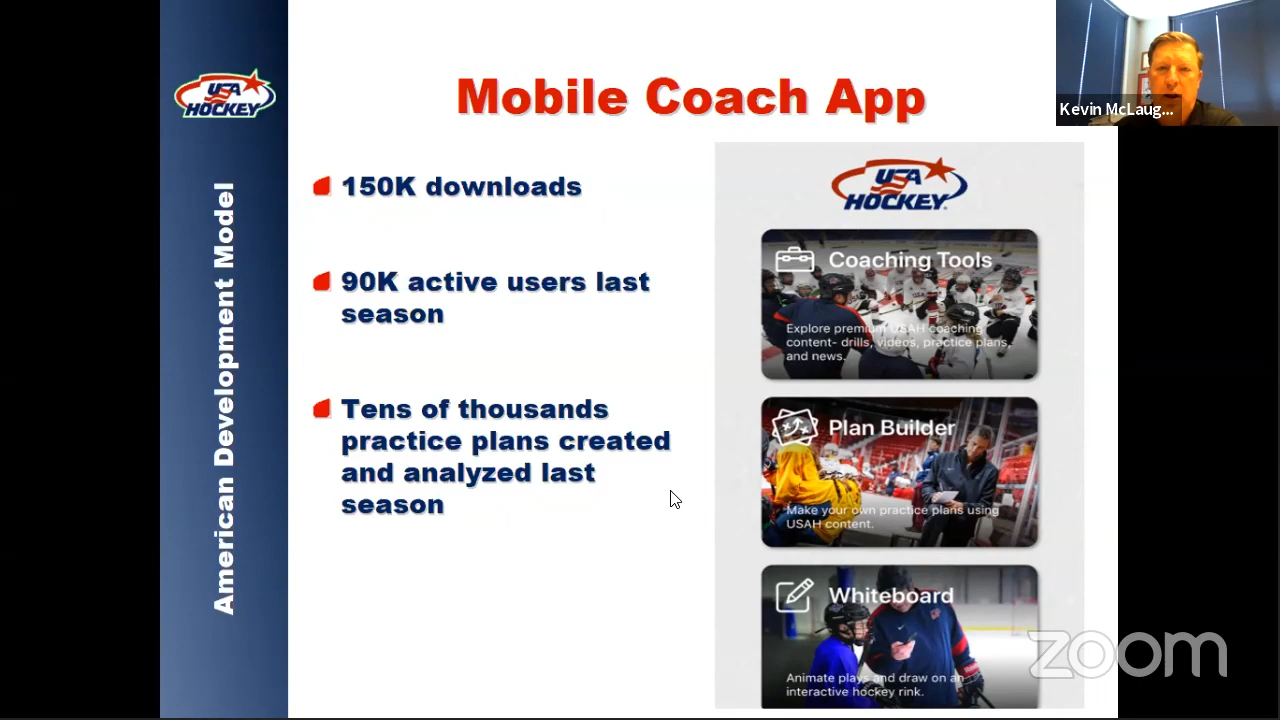 USA
HOCKEY
American Development Model
Mobile Coach App
150K downloads
90K active users last
season
Tens of thousands
practice plans created
and analyzed last
season
USA
HOCKEY
Coaching Tools
Explore premium USAH coaching
content- drills, videos, practice plans,
and news.
Plan Builder
Make your own practice plans using
USAH content.
Whiteboard
Animate plays and draw on an
interactive hockey rink.
Kevin McLaug...
zoom